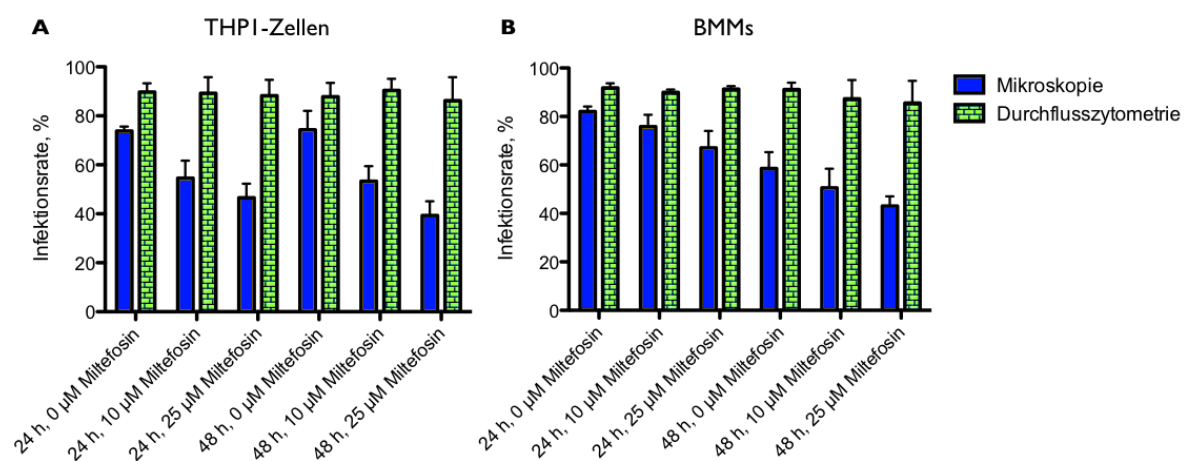 A THP1-Zellen
Infektionsrate, %
100
80
60
40
20
0
24 h, 0 µM Miltefosin
24 h, 10 µM Miltefosin
24 h, 25 µM Miltefosin
48 h, 0 µM Miltefosin
48 h, 10 µM Miltefosin
48 h, 25 µM Miltefosin
B BMMs
Infektionsrate, %
100
80
60
40
20
0
24 h, 0 µM Miltefosin
24 h, 10 µM Miltefosin
24 h, 25 µM Miltefosin
48 h, 0 µM Miltefosin
48 h, 10 µM Miltefosin
48 h, 25 µM Miltefosin
Mikroskopie
Durchflusszytometrie